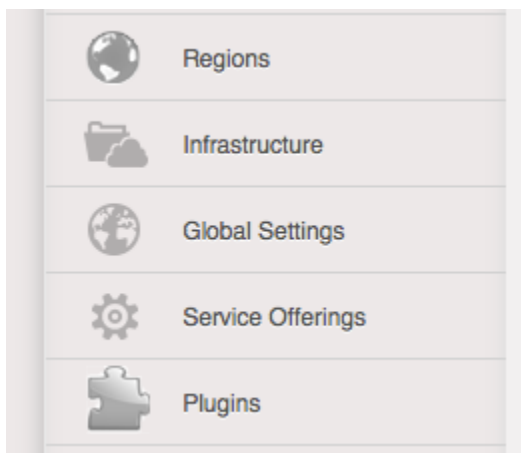 Regions
Infrastructure
Global Settings
Service Offerings
Plugins